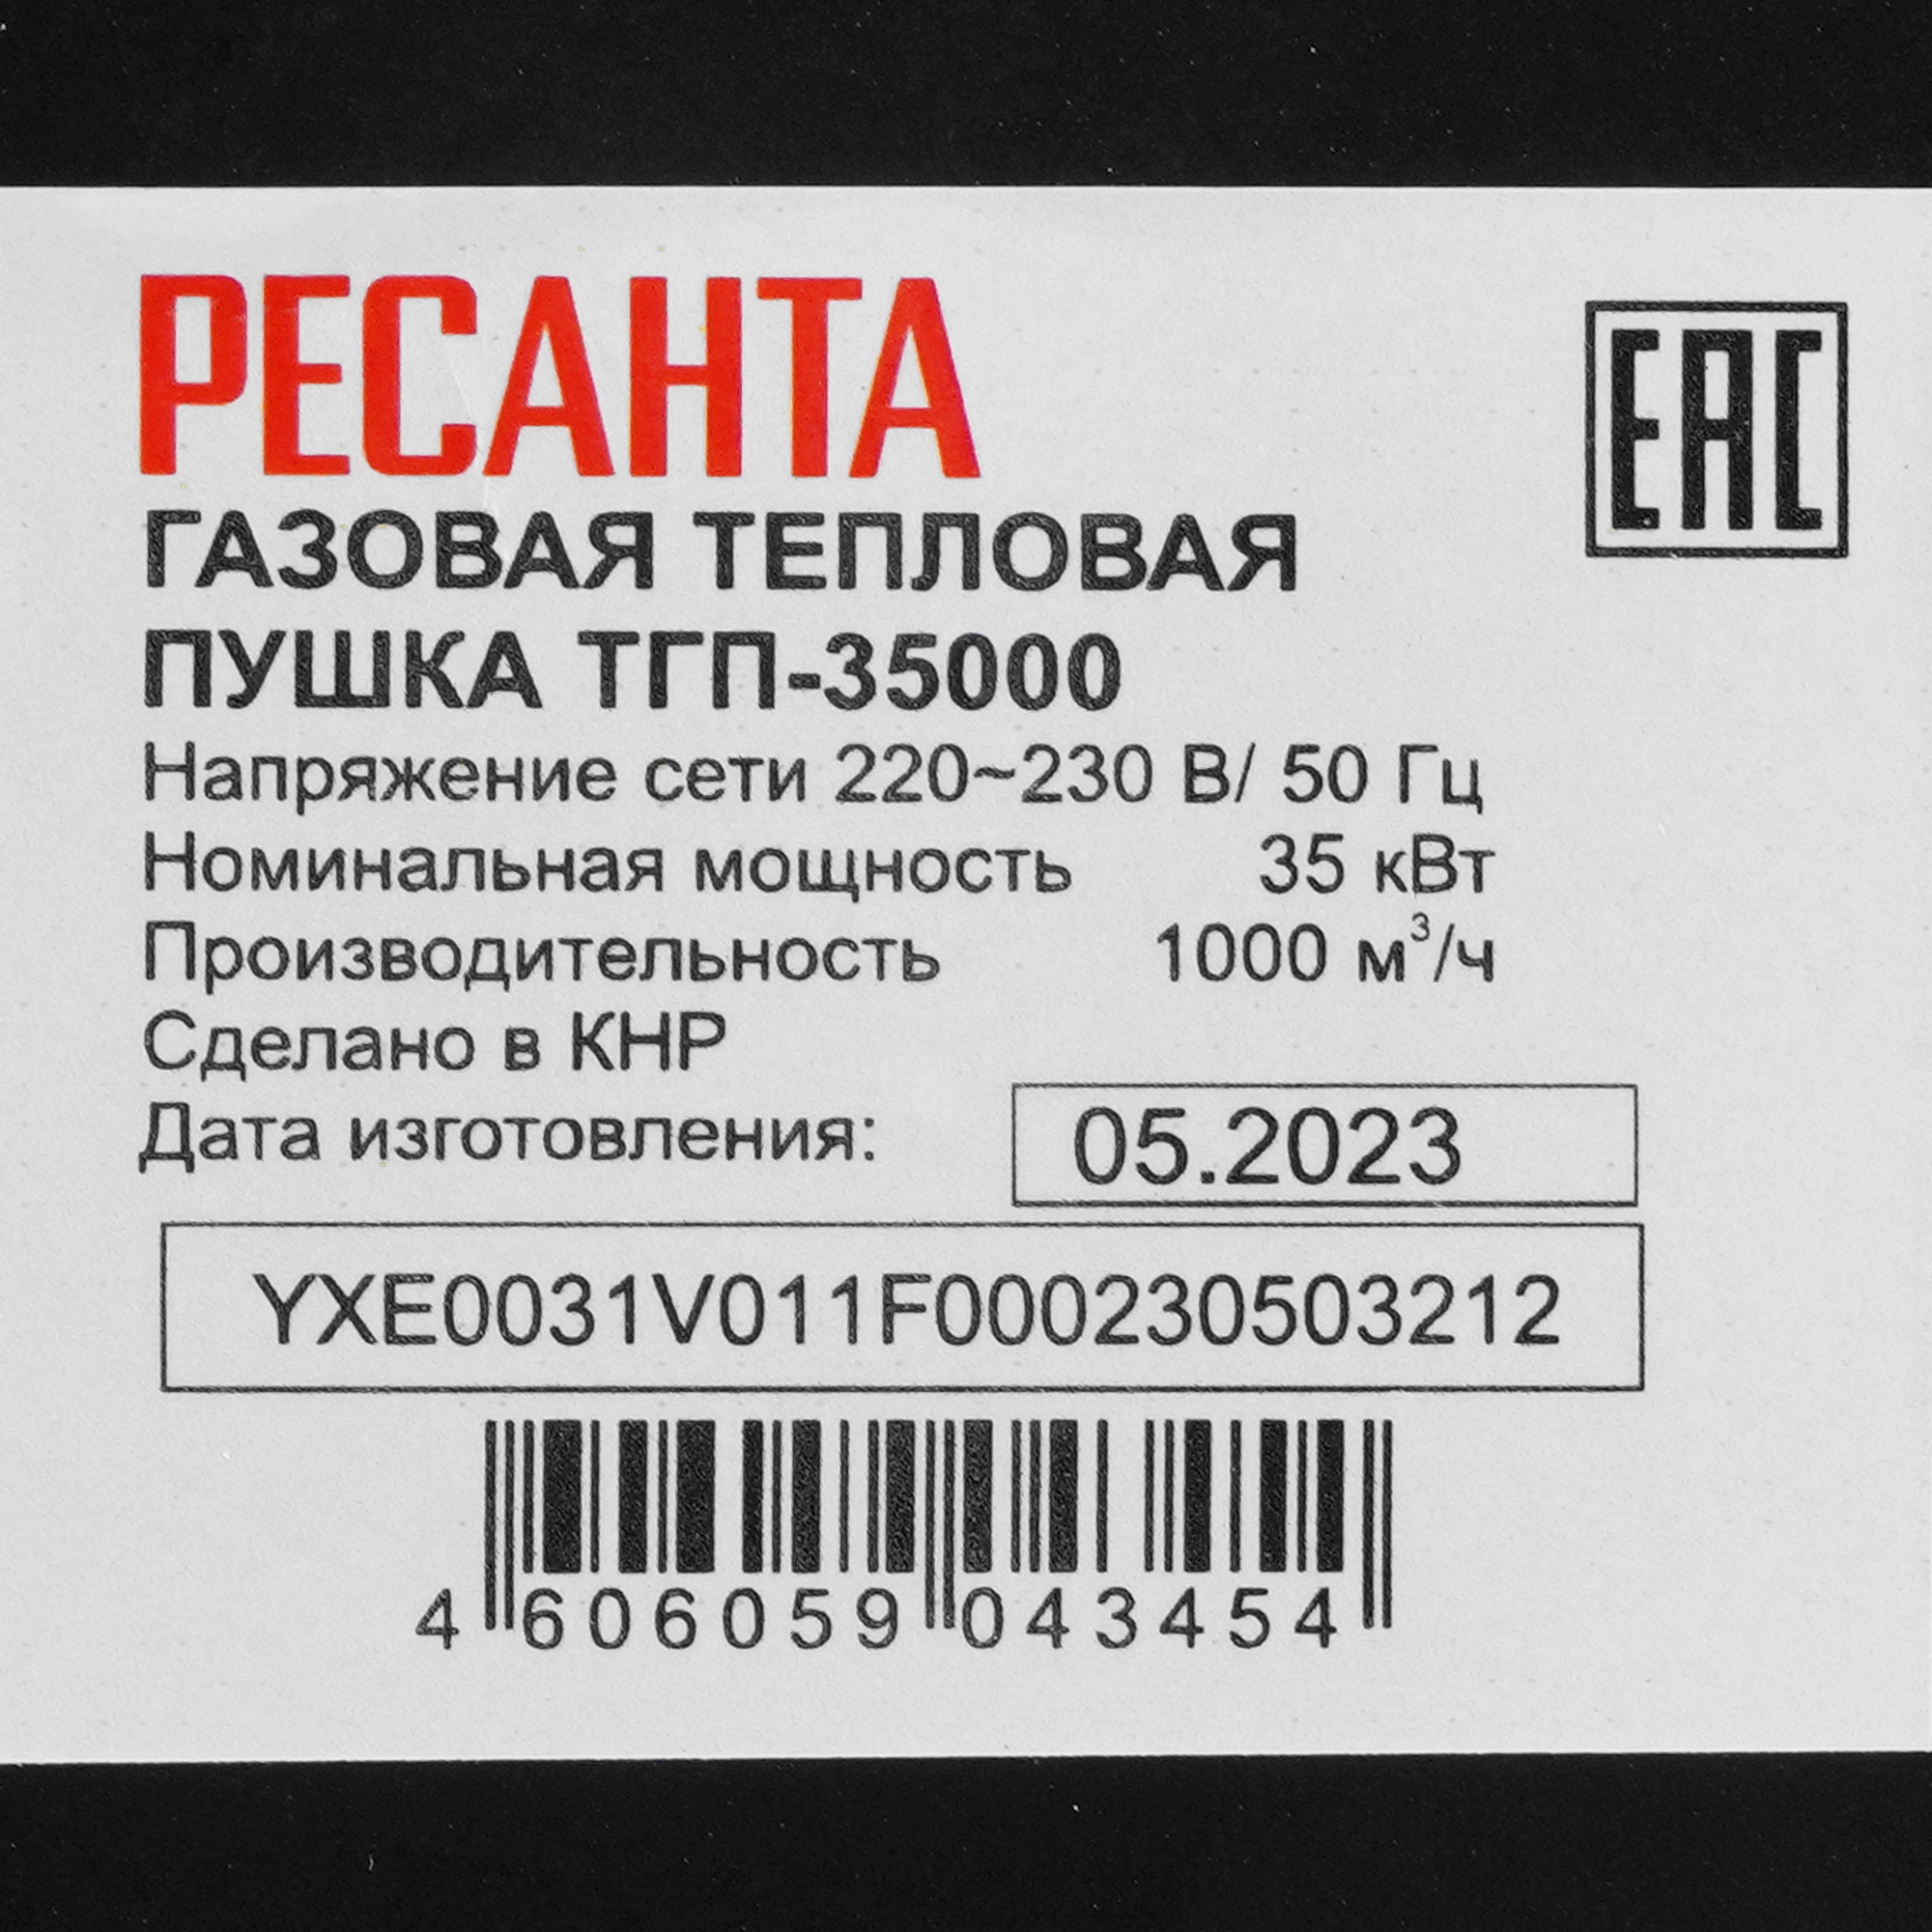 РЕСАНТА
EAC
ГАЗОВАЯ ТЕПЛОВАЯ
ПУШКА ТГП-35000
Напряжение сети 220~230 В/ 50 Гц
Номинальная мощность 35 кВт
Производительность 1000 м³/ч
Сделано в КНР
Дата изготовления: 05.2023
YXE0031V011F000230503212
4 606059 043454